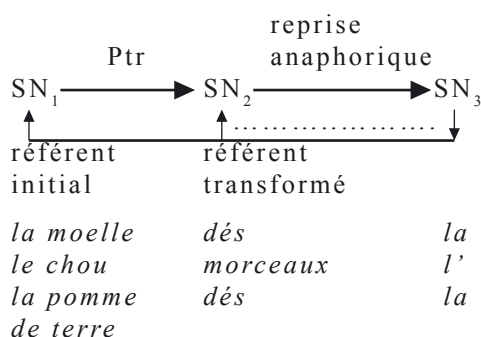 reprise
Ptr anaphorique
SN1 SN2 SN3
référent référent
initial transformé
la moelle dés la
le chou morceaux l’
la pomme dés la
de terre